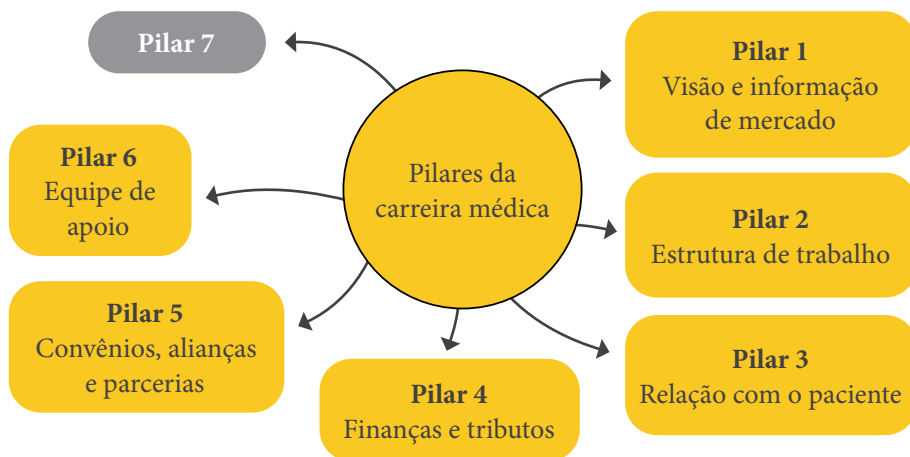 Pilar 7
Pilar 1
Visão e informação
de mercado
Pilar 6
Equipe de
apoio
Pilares da
carreira médica
Pilar 2
Estrutura de trabalho
Pilar 5
Convênios, alianças
e parcerias
Pilar 4
Finanças e tributos
Pilar 3
Relação com o paciente